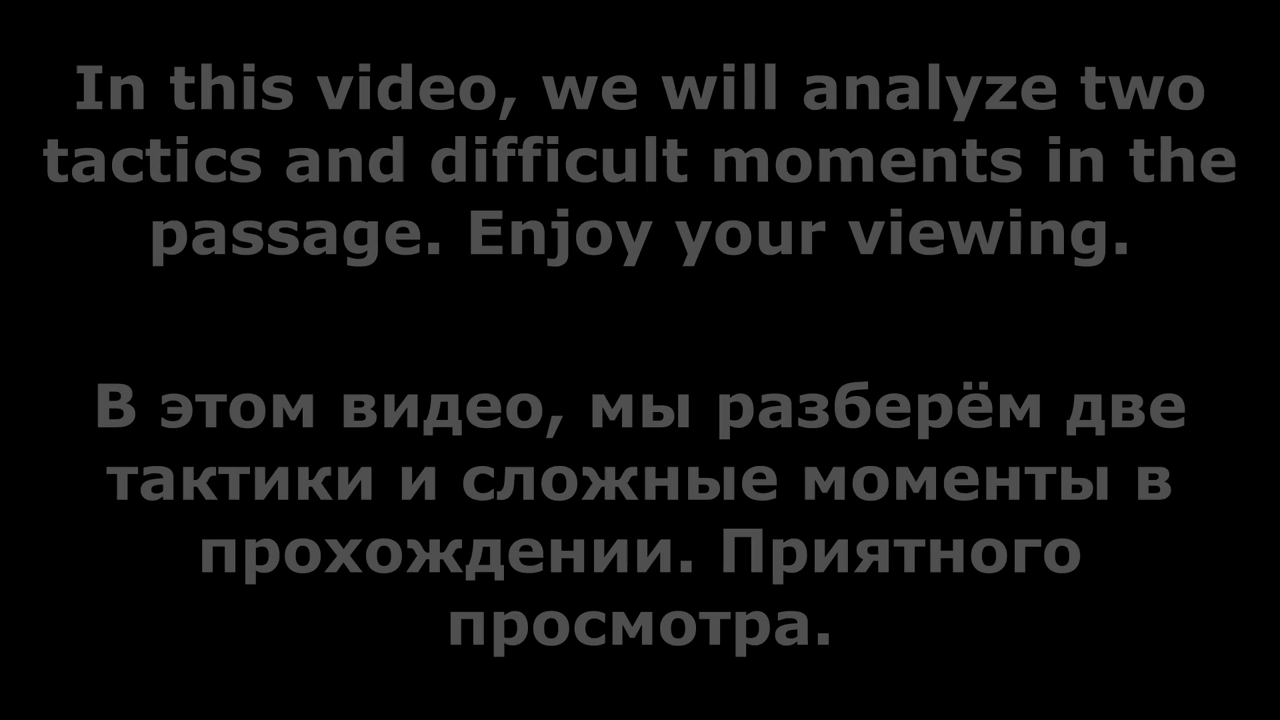 In this video, we will analyze two
tactics and difficult moments in the
passage. Enjoy your viewing.
В этом видео, мы разберём две
тактики и сложные моменты в
прохождении. Приятного
просмотра.